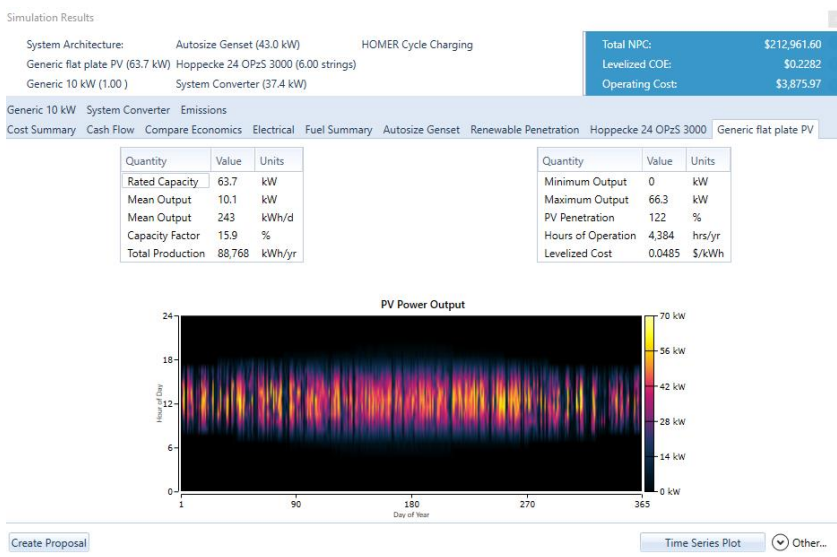 Simulation Results
System Architecture: Autosize Genset (43.0 kW) HOMER Cycle Charging
Generic flat plate PV (63.7 kW) Hoppecke 24 OPzS 3000 (6.00 strings)
Generic 10 kW (1.00 ) System Converter (37.4 kW)
Total NPC: $212,961.60
Levelized COE: $0.2282
Operating Cost: $3,875.97
Generic 10 kW System Converter Emissions
Cost Summary Cash Flow Compare Economics Electrical Fuel Summary Autosize Genset Renewable Penetration Hoppecke 24 OPzS 3000 Generic flat plate PV
Quantity Value Units
Rated Capacity 63.7 kW
Mean Output 10.1 kW
Mean Output 243 kWh/d
Capacity Factor 15.9 %
Total Production 88,768 kWh/yr
Quantity Value Units
Minimum Output 0 kW
Maximum Output 66.3 kW
PV Penetration 122 %
Hours of Operation 4,384 hrs/yr
Levelized Cost 0.0485 $/kWh
PV Power Output
24
18
12
6
0
Hour of Day
1 90 180 270 365
Day of Year
70 kW
56 kW
42 kW
28 kW
14 kW
0 kW
Create Proposal Time Series Plot Other...